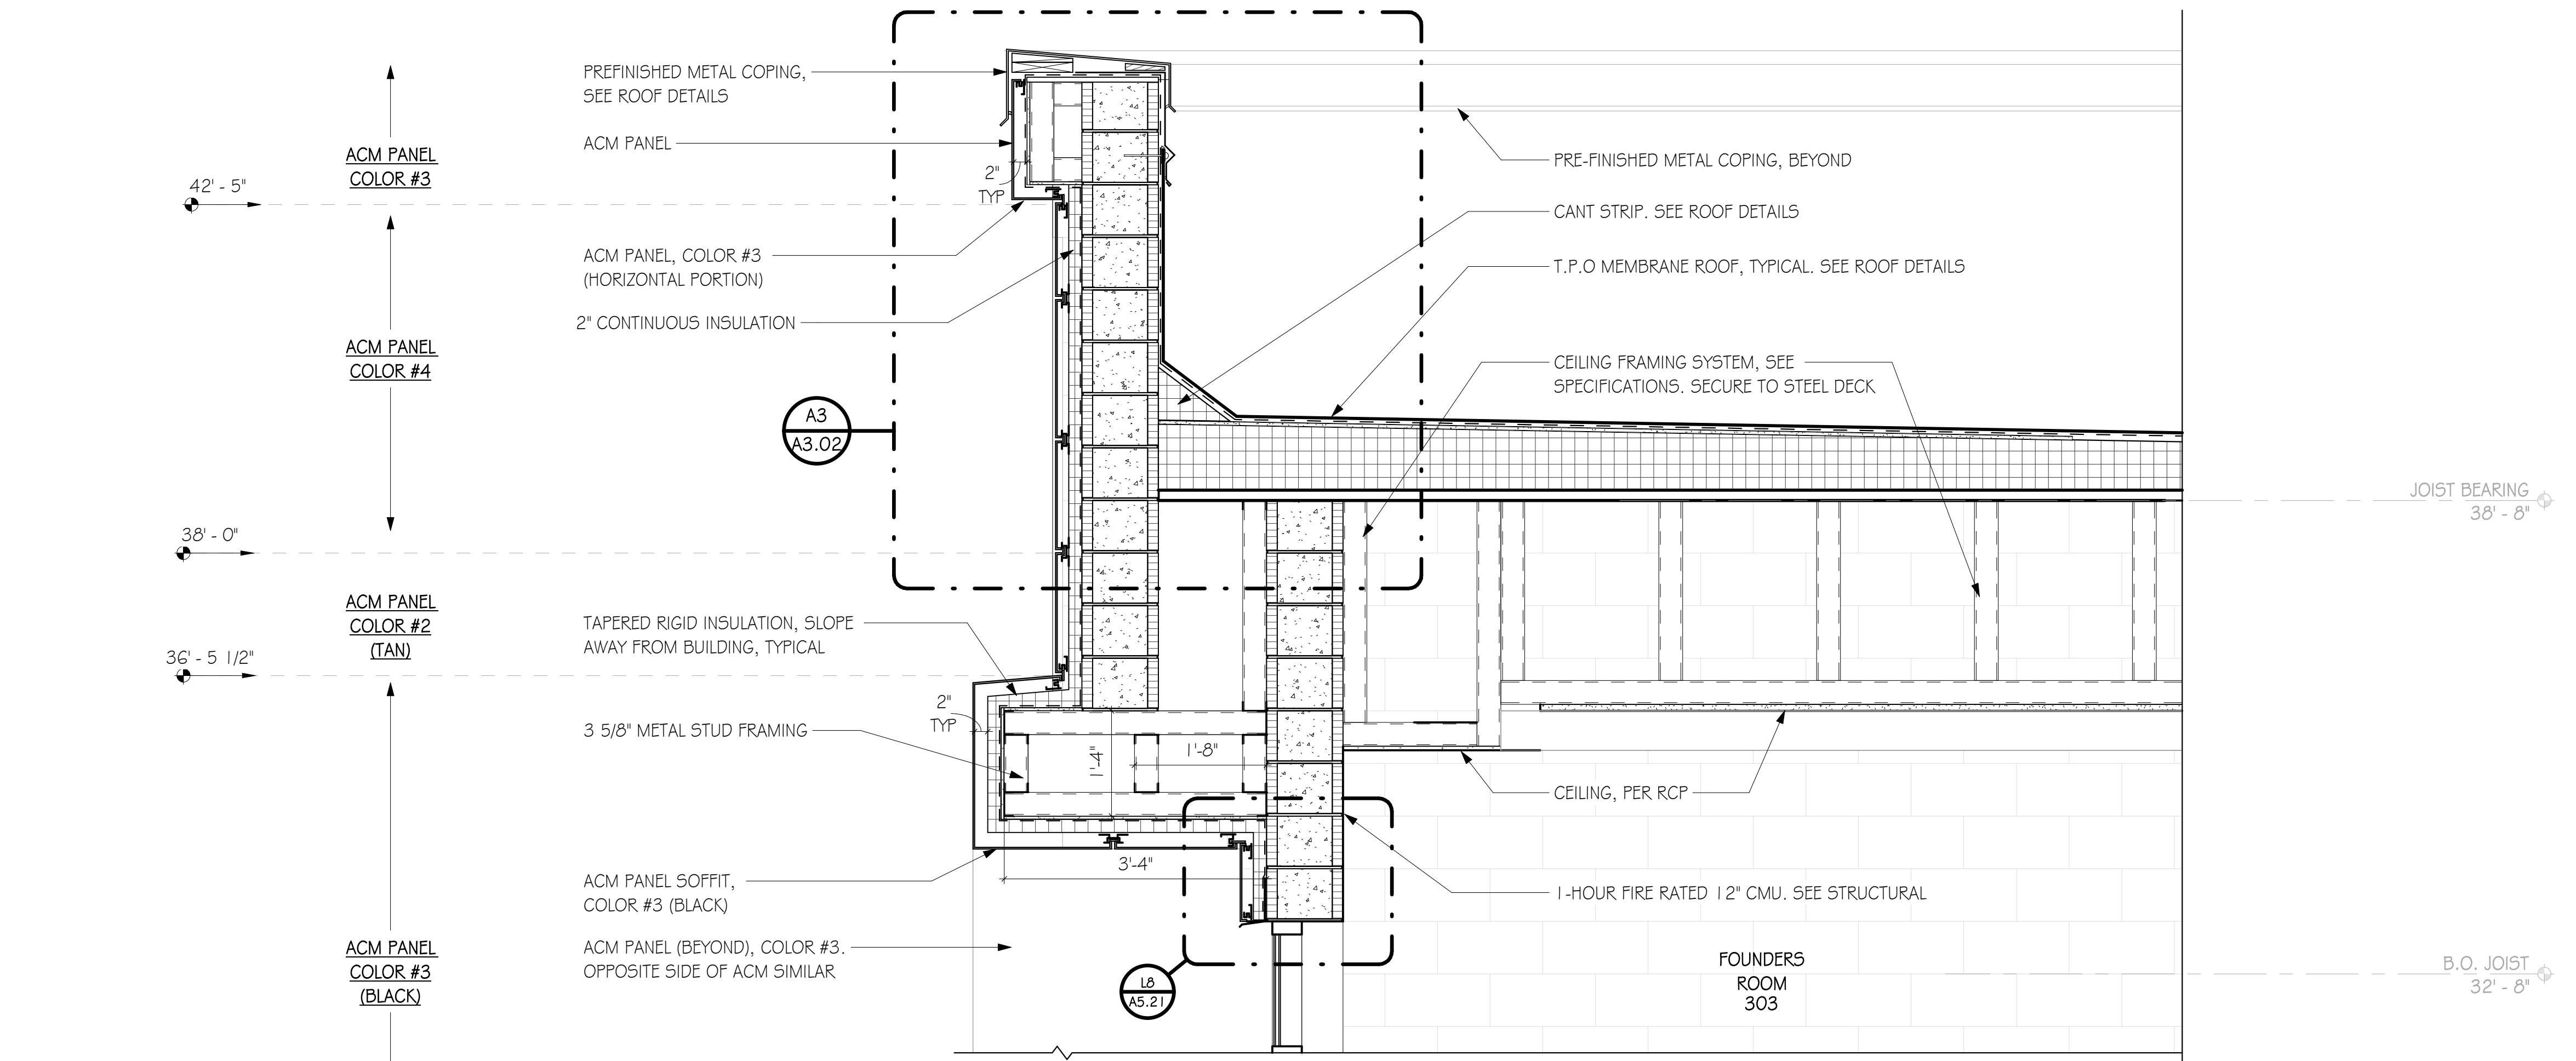 ACM PANEL
COLOR #3
42' - 5"
ACM PANEL
COLOR #4
38' - 0"
ACM PANEL
COLOR #2
(TAN)
36' - 5 1/2"
ACM PANEL
COLOR #3
(BLACK)
PREFINISHED METAL COPING,
SEE ROOF DETAILS
ACM PANEL
2"
TYP
ACM PANEL, COLOR #3
(HORIZONTAL PORTION)
2" CONTINUOUS INSULATION
A3
A3.02
TAPERED RIGID INSULATION, SLOPE
AWAY FROM BUILDING, TYPICAL
2"
TYP
3 5/8" METAL STUD FRAMING
1'-4"
1'-8"
3'-4"
ACM PANEL SOFFIT,
COLOR #3 (BLACK)
ACM PANEL (BEYOND), COLOR #3.
OPPOSITE SIDE OF ACM SIMILAR
L8
A5.21
PRE-FINISHED METAL COPING, BEYOND
CANT STRIP. SEE ROOF DETAILS
T.P.O MEMBRANE ROOF, TYPICAL. SEE ROOF DETAILS
CEILING FRAMING SYSTEM, SEE
SPECIFICATIONS. SECURE TO STEEL DECK
CEILING, PER RCP
1-HOUR FIRE RATED 12" CMU. SEE STRUCTURAL
FOUNDERS
ROOM
303
JOIST BEARING
38' - 8"
B.O. JOIST
32' - 8"